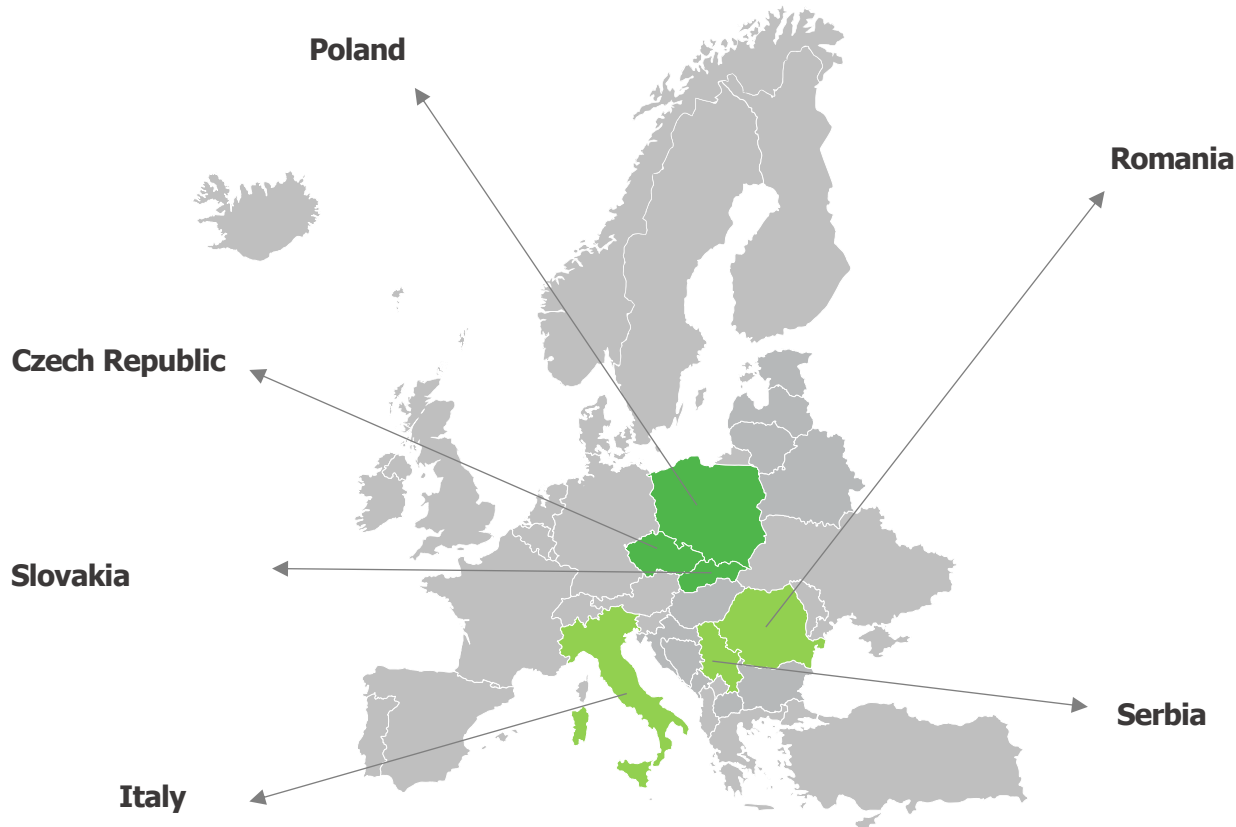 Poland
Romania
Czech Republic
Slovakia
Serbia
Italy